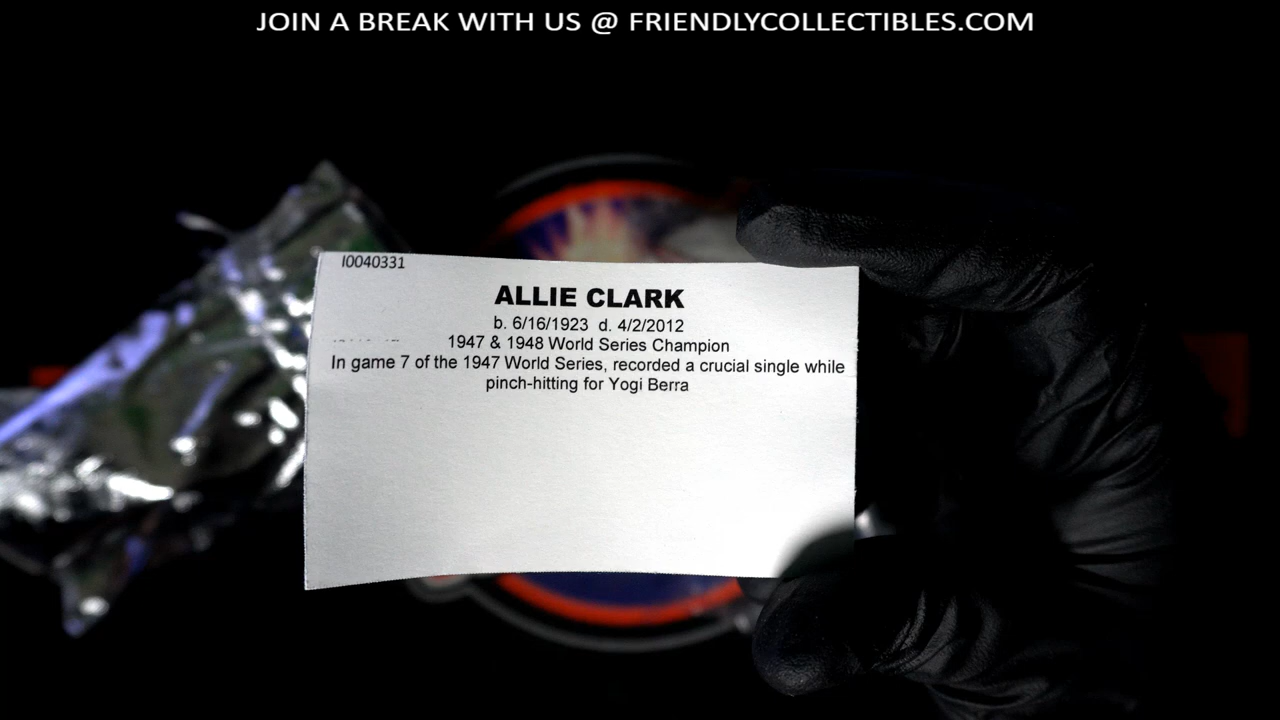 JOIN A BREAK WITH US @ FRIENDLYCOLLECTIBLES.COM
I0040331
ALLIE CLARK
b. 6/16/1923 d. 4/2/2012
1947 & 1948 World Series Champion
In game 7 of the 1947 World Series, recorded a crucial single while
pinch-hitting for Yogi Berra